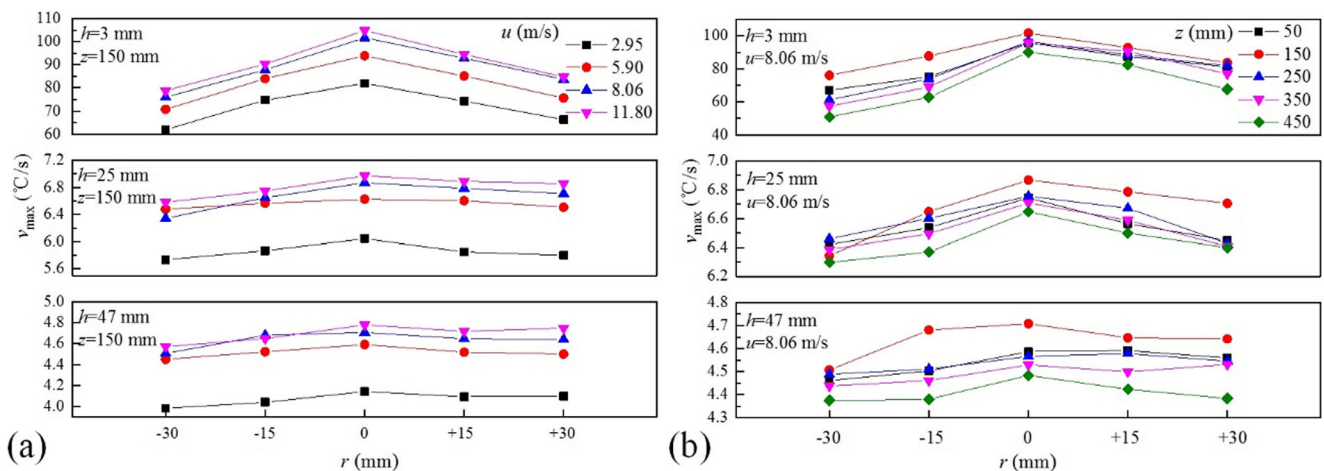 110
100
90
80
70
60
h=3 mm
z=150 mm
u (m/s)
2.95
5.90
8.06
11.80
7.2
6.8
6.4
6.0
5.6
h=25 mm
z=150 mm
v_max (℃/s)
5.0
4.8
4.6
4.4
4.2
4.0
h=47 mm
z=150 mm
-30 -15 0 +15 +30
r (mm)
(a)
100
80
60
40
h=3 mm
u=8.06 m/s
z (mm)
50
150
250
350
450
7.0
6.8
6.6
6.4
6.2
h=25 mm
u=8.06 m/s
v_max (℃/s)
4.8
4.7
4.6
4.5
4.4
4.3
h=47 mm
u=8.06 m/s
-30 -15 0 +15 +30
r (mm)
(b)